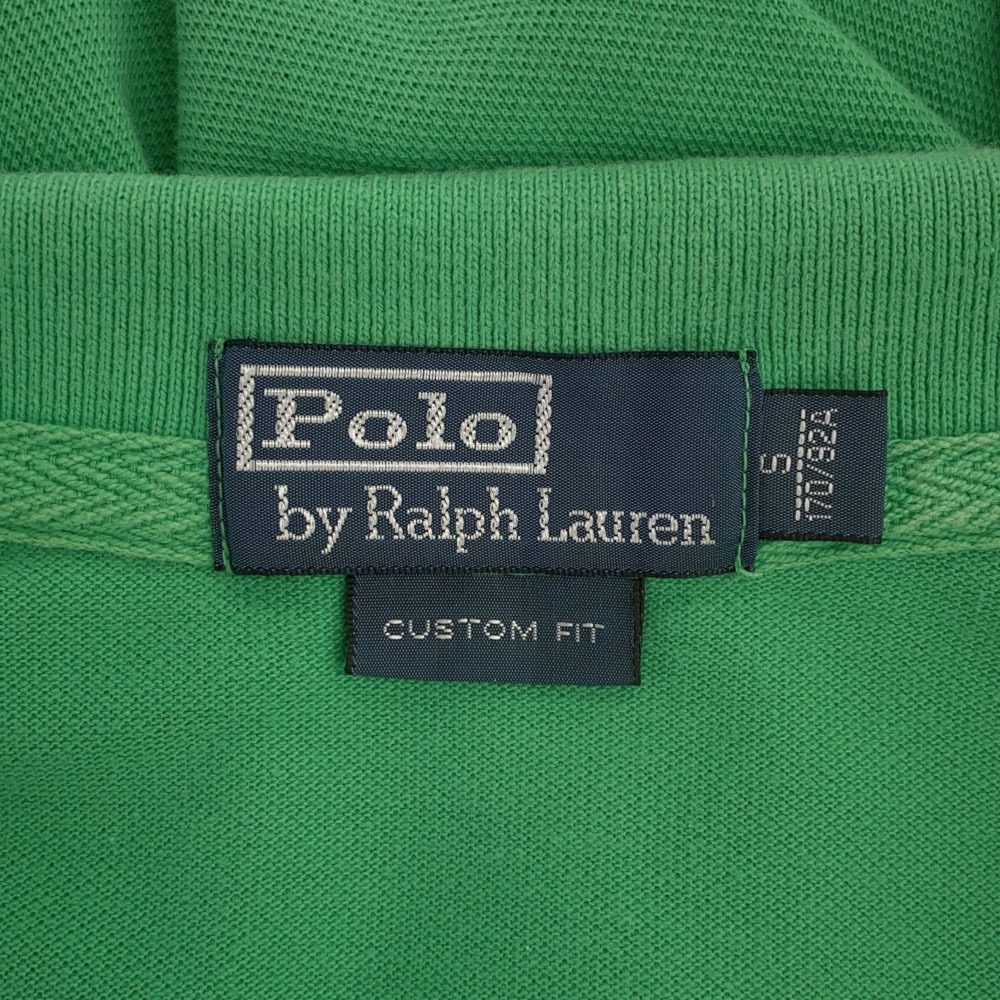 Polo
by Ralph Lauren
S
170/92A
CUSTOM FIT